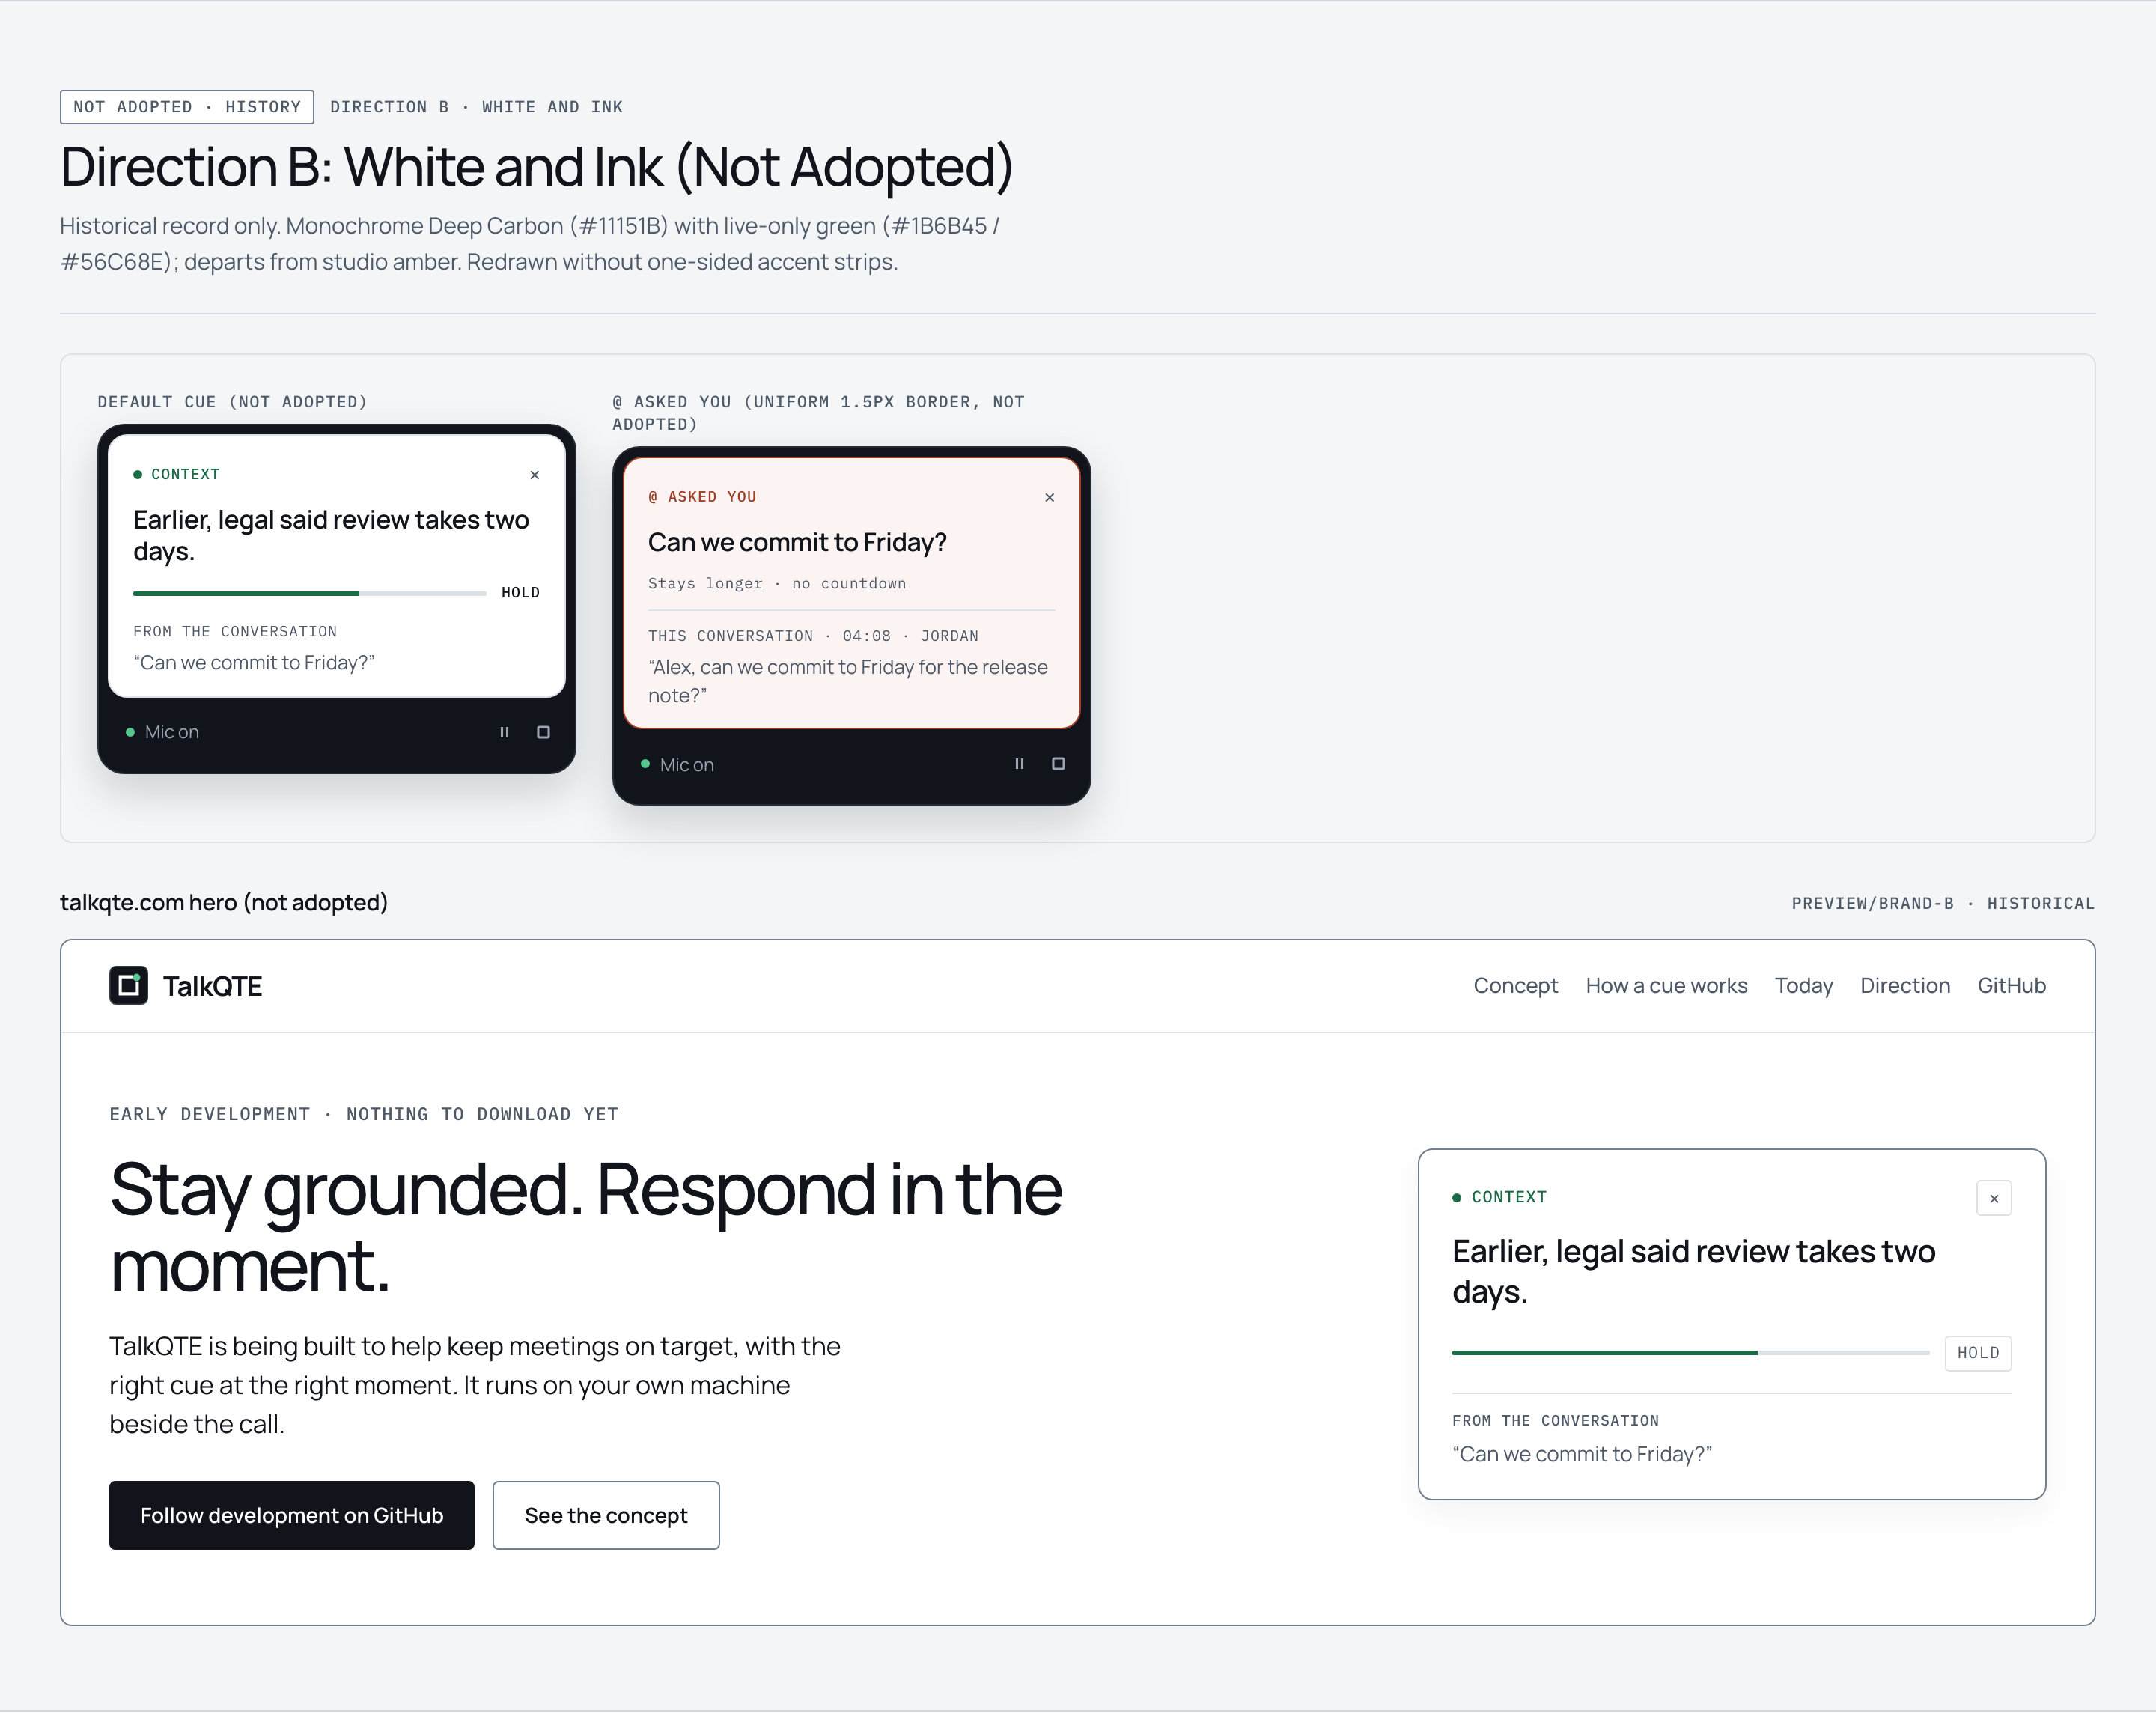 NOT ADOPTED · HISTORY DIRECTION B · WHITE AND INK
Direction B: White and Ink (Not Adopted)
Historical record only. Monochrome Deep Carbon (#11151B) with live-only green (#1B6B45 /
#56C68E); departs from studio amber. Redrawn without one-sided accent strips.
DEFAULT CUE (NOT ADOPTED)
CONTEXT ×
Earlier, legal said review takes two
days.
HOLD
FROM THE CONVERSATION
“Can we commit to Friday?”
Mic on
@ ASKED YOU (UNIFORM 1.5PX BORDER, NOT
ADOPTED)
@ ASKED YOU ×
Can we commit to Friday?
Stays longer · no countdown
THIS CONVERSATION · 04:08 · JORDAN
“Alex, can we commit to Friday for the release
note?”
Mic on
talkqte.com hero (not adopted)
PREVIEW/BRAND-B · HISTORICAL
TalkQTE
Concept How a cue works Today Direction GitHub
EARLY DEVELOPMENT · NOTHING TO DOWNLOAD YET
Stay grounded. Respond in the
moment.
TalkQTE is being built to help keep meetings on target, with the
right cue at the right moment. It runs on your own machine
beside the call.
Follow development on GitHub See the concept
CONTEXT ×
Earlier, legal said review takes two
days.
HOLD
FROM THE CONVERSATION
“Can we commit to Friday?”